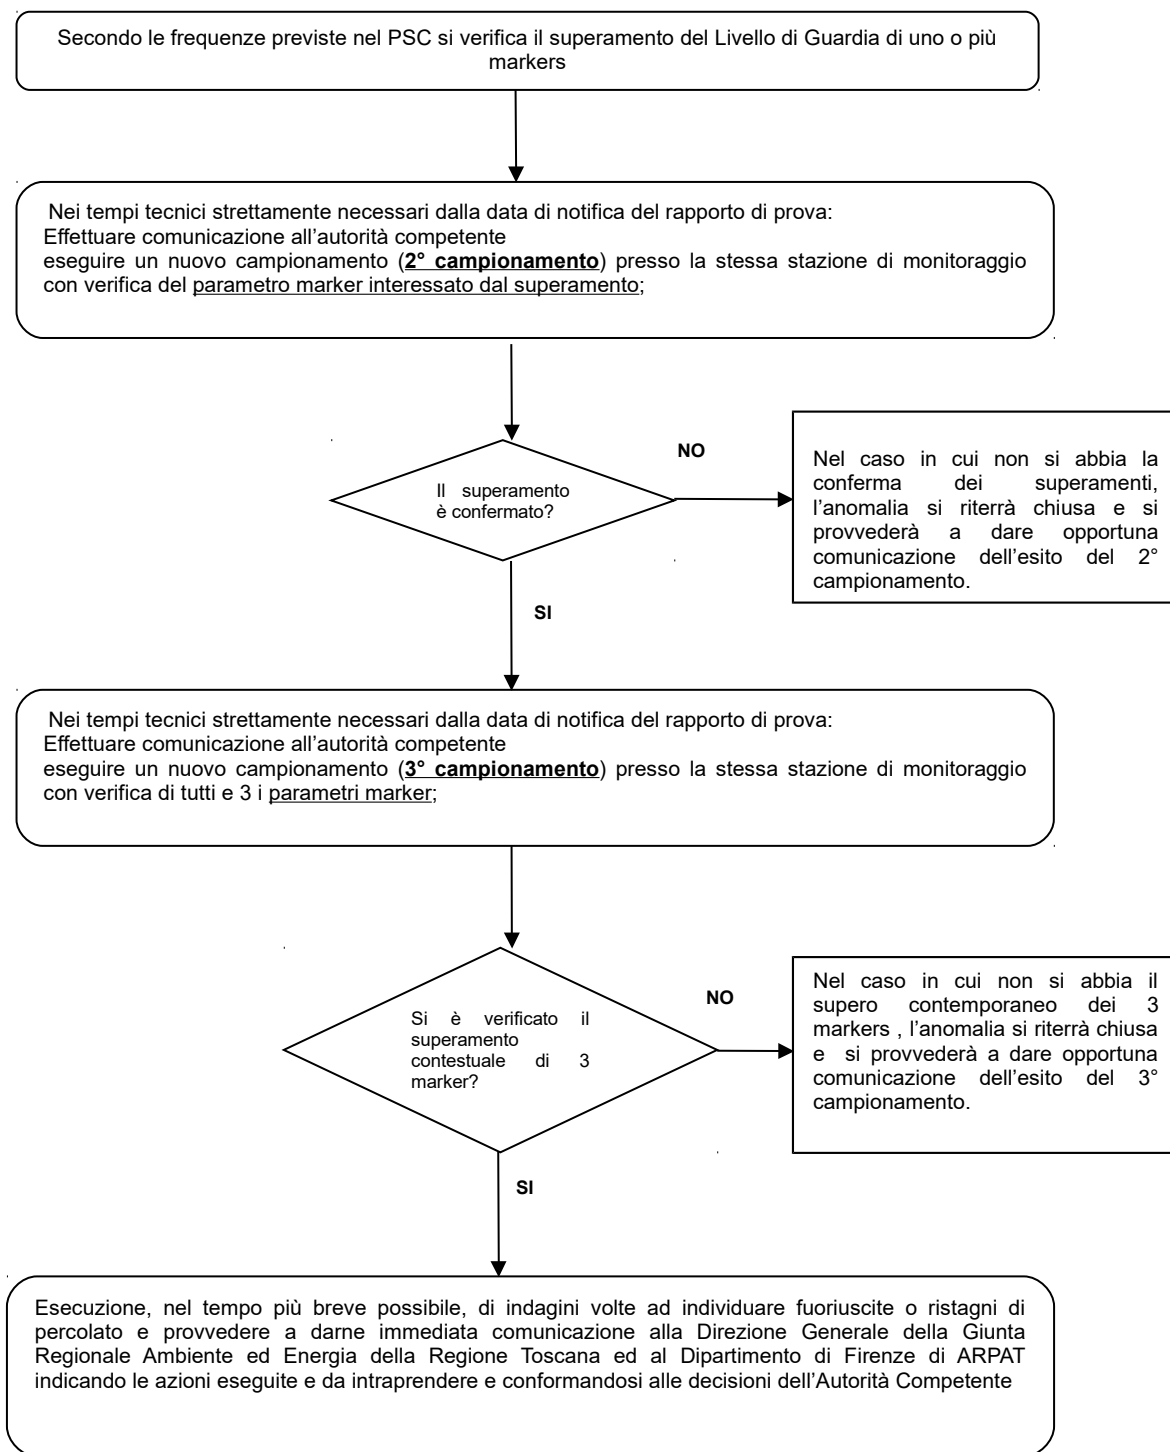 Secondo le frequenze previste nel PSC si verifica il superamento del Livello di Guardia di uno o più
markers
Nei tempi tecnici strettamente necessari dalla data di notifica del rapporto di prova:
Effettuare comunicazione all’autorità competente
eseguire un nuovo campionamento (2° campionamento) presso la stessa stazione di monitoraggio
con verifica del parametro marker interessato dal superamento;
Il superamento
è confermato?
NO
Nel caso in cui non si abbia la
conferma dei superamenti,
l’anomalia si riterrà chiusa e si
provvederà a dare opportuna
comunicazione dell’esito del 2°
campionamento.
SI
Nei tempi tecnici strettamente necessari dalla data di notifica del rapporto di prova:
Effettuare comunicazione all’autorità competente
eseguire un nuovo campionamento (3° campionamento) presso la stessa stazione di monitoraggio
con verifica di tutti e 3 i parametri marker;
Si è verificato il
superamento
contestuale di 3
marker?
NO
Nel caso in cui non si abbia il
supero contemporaneo dei 3
markers , l’anomalia si riterrà chiusa
e si provvederà a dare opportuna
comunicazione dell’esito del 3°
campionamento.
SI
Esecuzione, nel tempo più breve possibile, di indagini volte ad individuare fuoriuscite o ristagni di
percolato e provvedere a darne immediata comunicazione alla Direzione Generale della Giunta
Regionale Ambiente ed Energia della Regione Toscana ed al Dipartimento di Firenze di ARPAT
indicando le azioni eseguite e da intraprendere e conformandosi alle decisioni dell’Autorità Competente